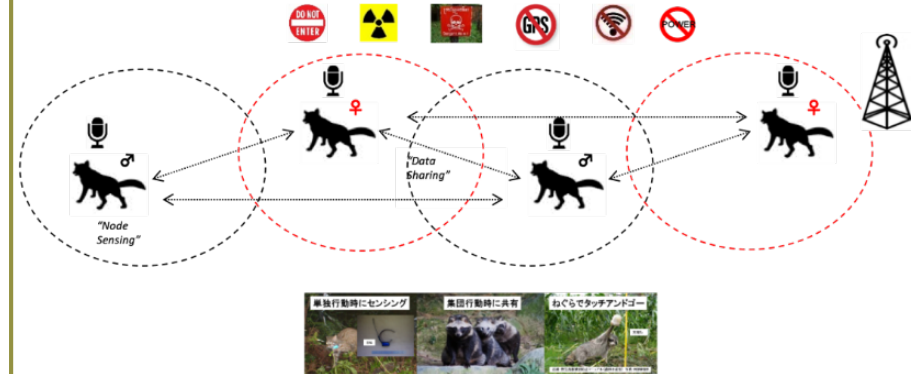 DO NOT
ENTER
GPS
POWER
♀
♀
♂
♂
"Data
Sharing"
"Node
Sensing"
単独行動時にセンシング
集団行動時に共有
ねぐらでタッチアンドゴー